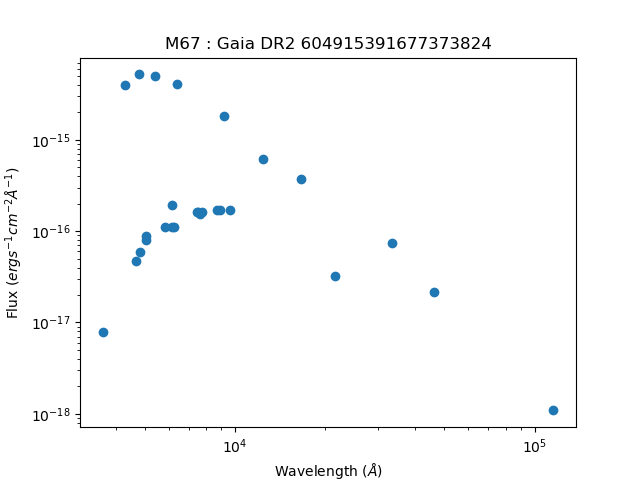 M67 : Gaia DR2 604915391677373824
Flux (ergs⁻¹cm⁻²Å⁻¹)
10⁻¹⁵
10⁻¹⁶
10⁻¹⁷
10⁻¹⁸
10⁴ 10⁵
Wavelength (Å)